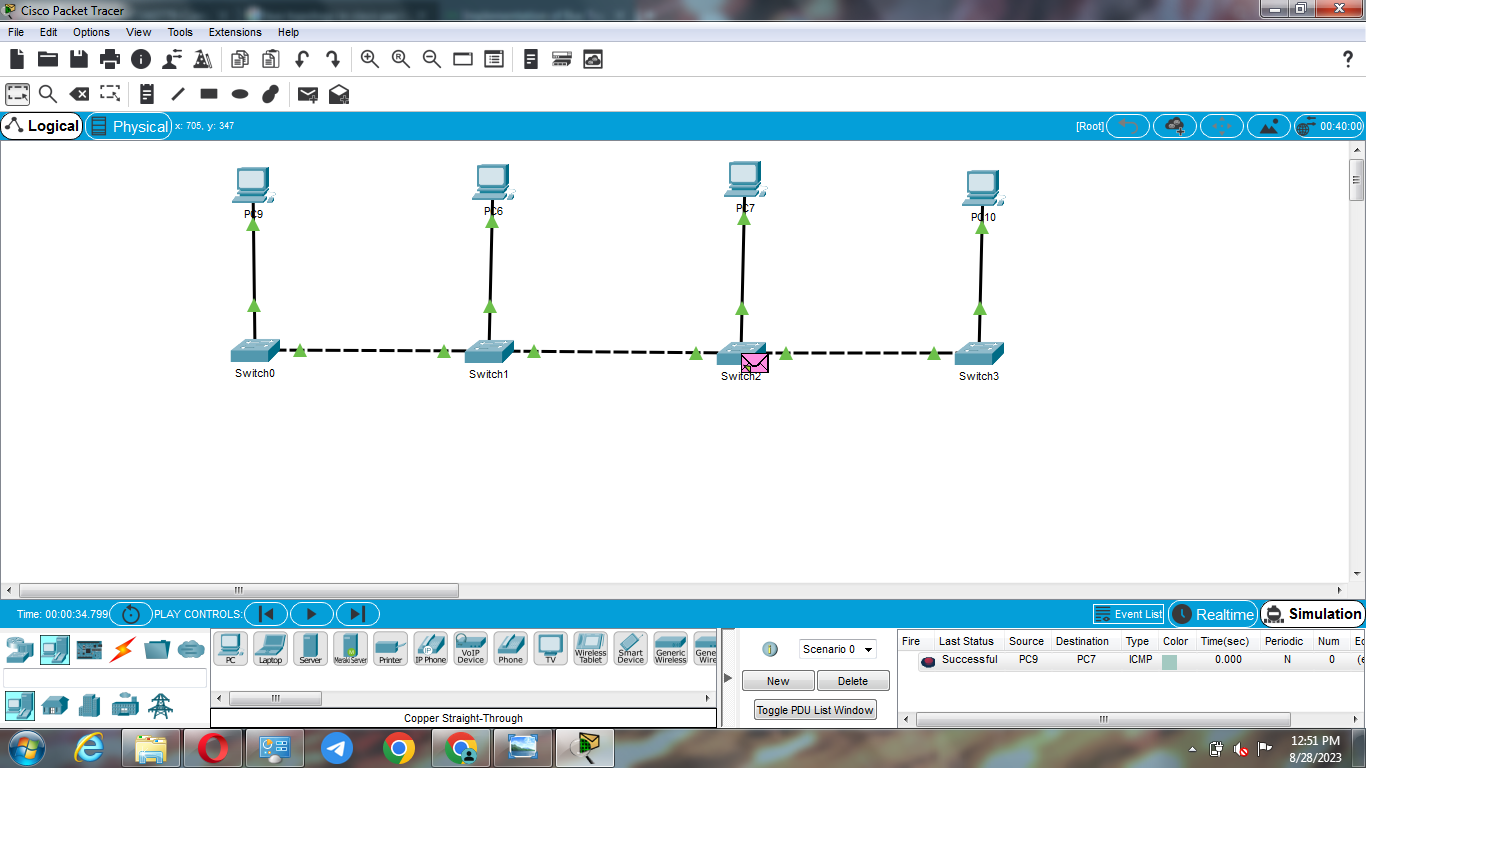 Cisco Packet Tracer
File Edit Options View Tools Extensions Help
Logical Physical x: 705, y: 347 [Root] 00:40:00
PC9 PC6 PC7 PC10
Switch0 Switch1 Switch2 Switch3
Time: 00:00:34.799 PLAY CONTROLS: Event List Realtime Simulation
PC Laptop Server Meraki Server Printer IP Phone VoIP Device Phone TV Wireless Tablet Smart Device Generic Wireless
Copper Straight-Through
Scenario 0
New Delete
Toggle PDU List Window
Fire Last Status Source Destination Type Color Time(sec) Periodic Num
Successful PC9 PC7 ICMP 0.000 N 0
12:51 PM
8/28/2023